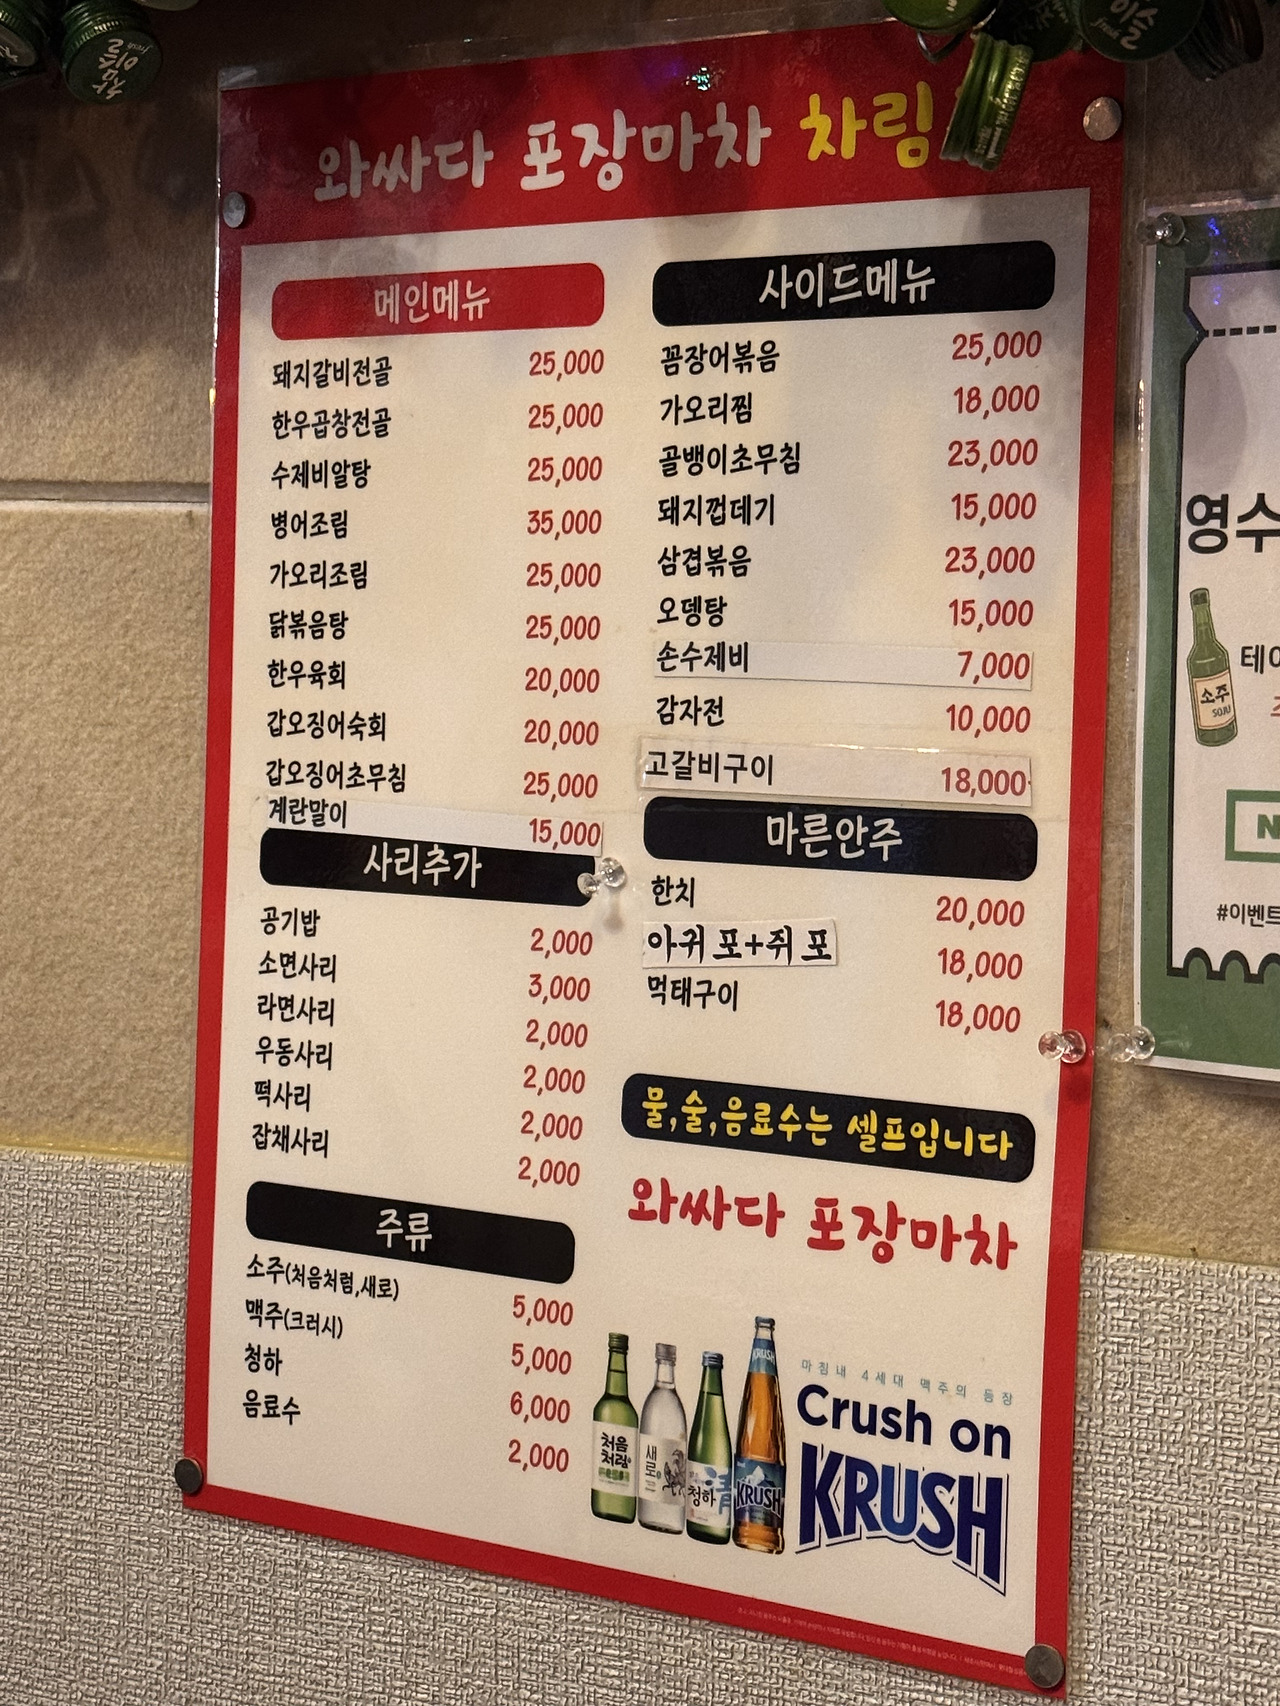 와싸다 포장마차 차림
메인메뉴
돼지갈비전골 25,000
한우곱창전골 25,000
수제비알탕 25,000
병어조림 35,000
가오리조림 25,000
닭볶음탕 25,000
한우육회 20,000
갑오징어숙회 20,000
갑오징어초무침 25,000
계란말이 15,000
사리추가
공기밥 2,000
소면사리 3,000
라면사리 2,000
우동사리 2,000
떡사리 2,000
잡채사리 2,000
주류
소주(처음처럼,새로) 5,000
맥주(크러시) 5,000
청하 6,000
음료수 2,000
사이드메뉴
꼼장어볶음 25,000
가오리찜 18,000
골뱅이초무침 23,000
돼지껍데기 15,000
삼겹볶음 23,000
오뎅탕 15,000
손수제비 7,000
감자전 10,000
고갈비구이 18,000
마른안주
한치 20,000
아귀포+쥐포 18,000
먹태구이 18,000
물,술,음료수는 셀프입니다
와싸다 포장마차
처음
처럼
새로
청하
KRUSH
KRUSH
마침내 4세대 맥주의 등장
Crush on
KRUSH
영수
소주
SOJU
테이
#이벤트
참이슬
fresh
이슬
fresh